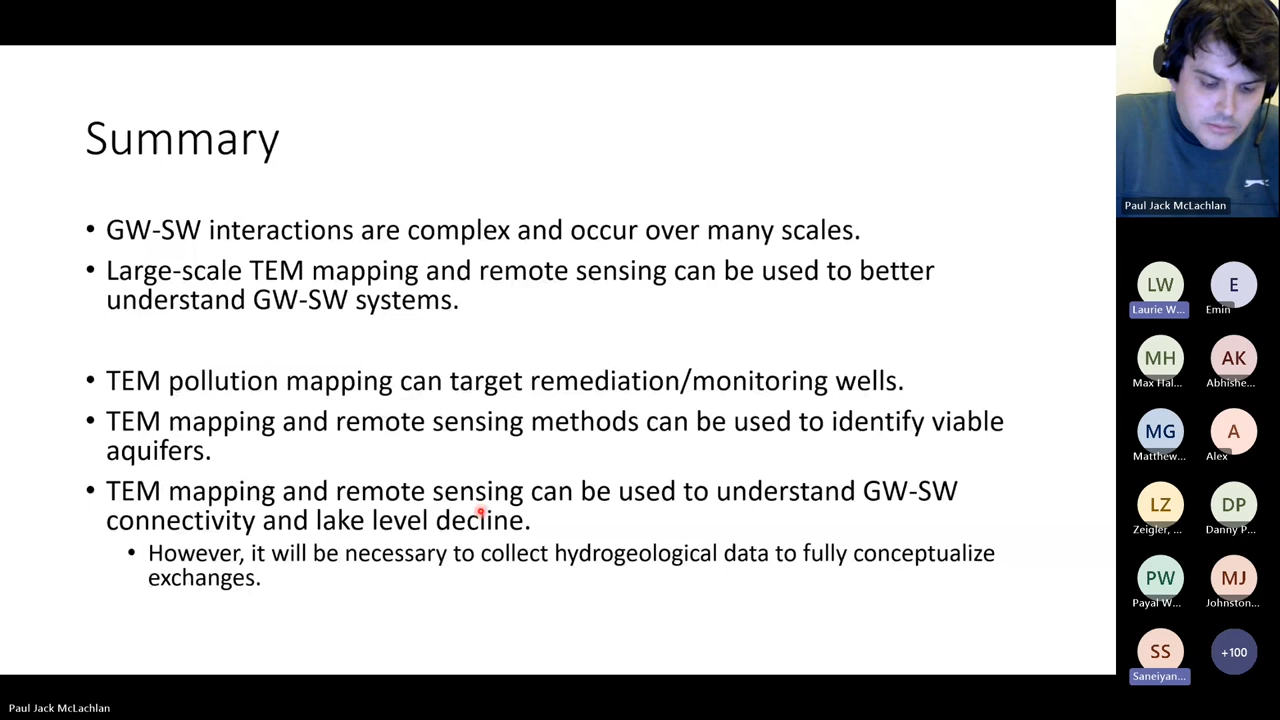 Summary
• GW-SW interactions are complex and occur over many scales.
• Large-scale TEM mapping and remote sensing can be used to better
understand GW-SW systems.
• TEM pollution mapping can target remediation/monitoring wells.
• TEM mapping and remote sensing methods can be used to identify viable
aquifers.
• TEM mapping and remote sensing can be used to understand GW-SW
connectivity and lake level decline.
• However, it will be necessary to collect hydrogeological data to fully conceptualize
exchanges.
Paul Jack McLachlan
LW
E
Laurie W...
Emin
MH
AK
Max Hal...
Abhishe...
MG
A
Matthew...
Alex
LZ
DP
Zeigler, ...
Danny P...
PW
MJ
Payal W...
Johnston...
SS
+100
Saneiyan...
Paul Jack McLachlan